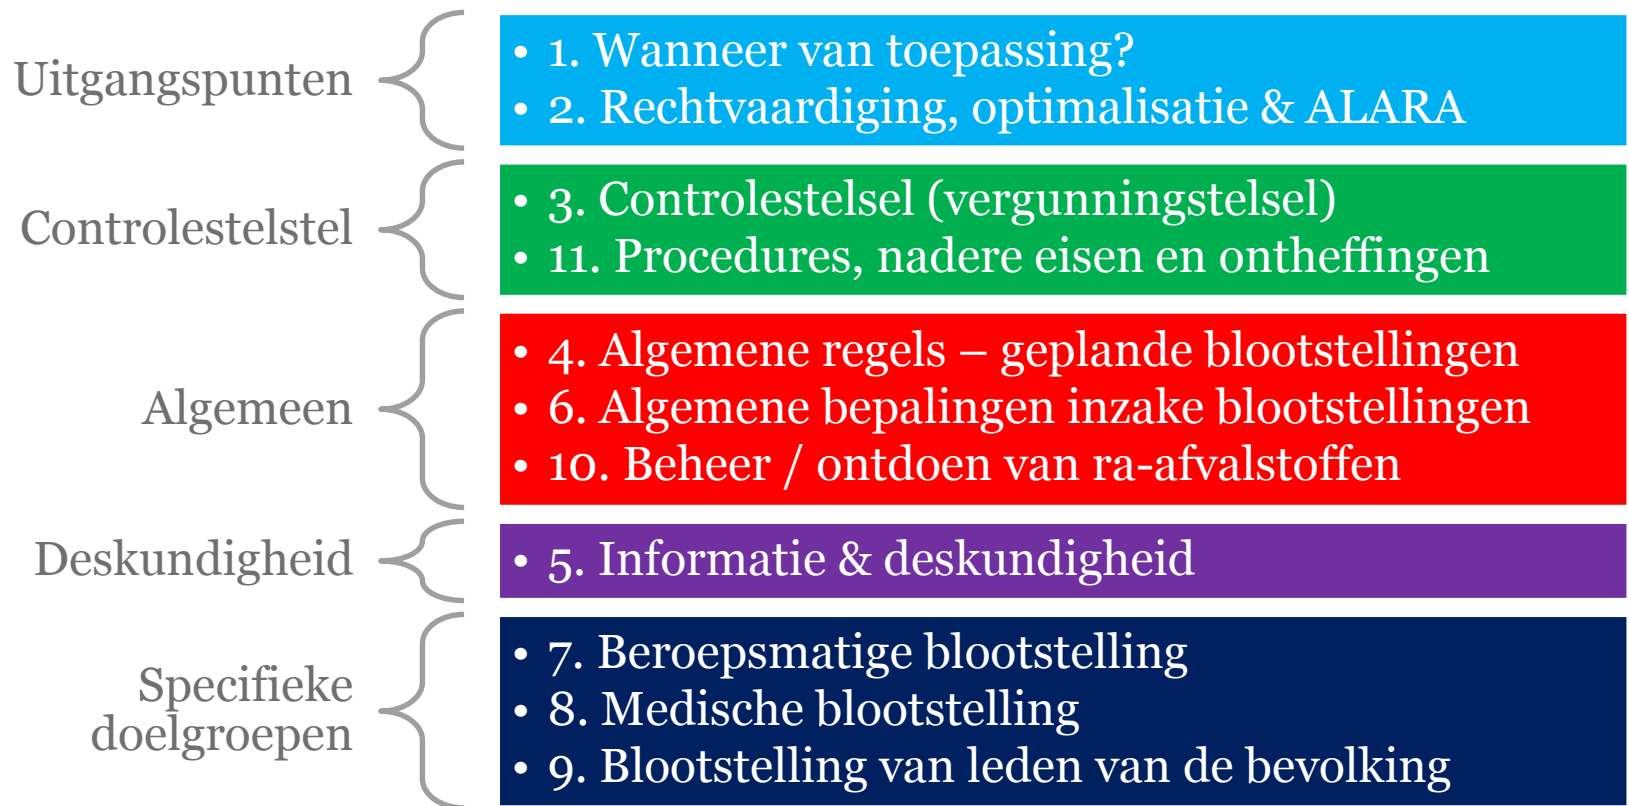 Uitgangspunten
• 1. Wanneer van toepassing?
• 2. Rechtvaardiging, optimalisatie & ALARA
Controlestelstel
• 3. Controlestelsel (vergunningstelsel)
• 11. Procedures, nadere eisen en ontheffingen
Algemeen
• 4. Algemene regels – geplande blootstellingen
• 6. Algemene bepalingen inzake blootstellingen
• 10. Beheer / ontdoen van ra-afvalstoffen
Deskundigheid
• 5. Informatie & deskundigheid
Specifieke
doelgroepen
• 7. Beroepsmatige blootstelling
• 8. Medische blootstelling
• 9. Blootstelling van leden van de bevolking